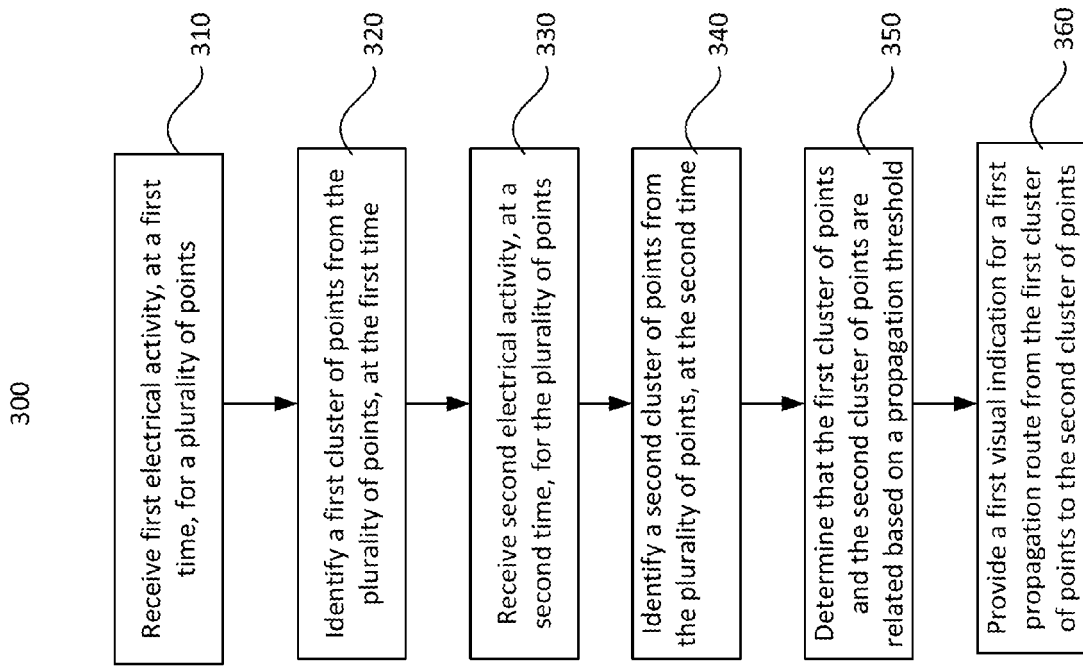 300
Receive first electrical activity, at a first
time, for a plurality of points
310
Identify a first cluster of points from the
plurality of points, at the first time
320
Receive second electrical activity, at a
second time, for the plurality of points
330
Identify a second cluster of points from
the plurality of points, at the second time
340
Determine that the first cluster of points
and the second cluster of points are
related based on a propagation threshold
350
Provide a first visual indication for a first
propagation route from the first cluster
of points to the second cluster of points
360